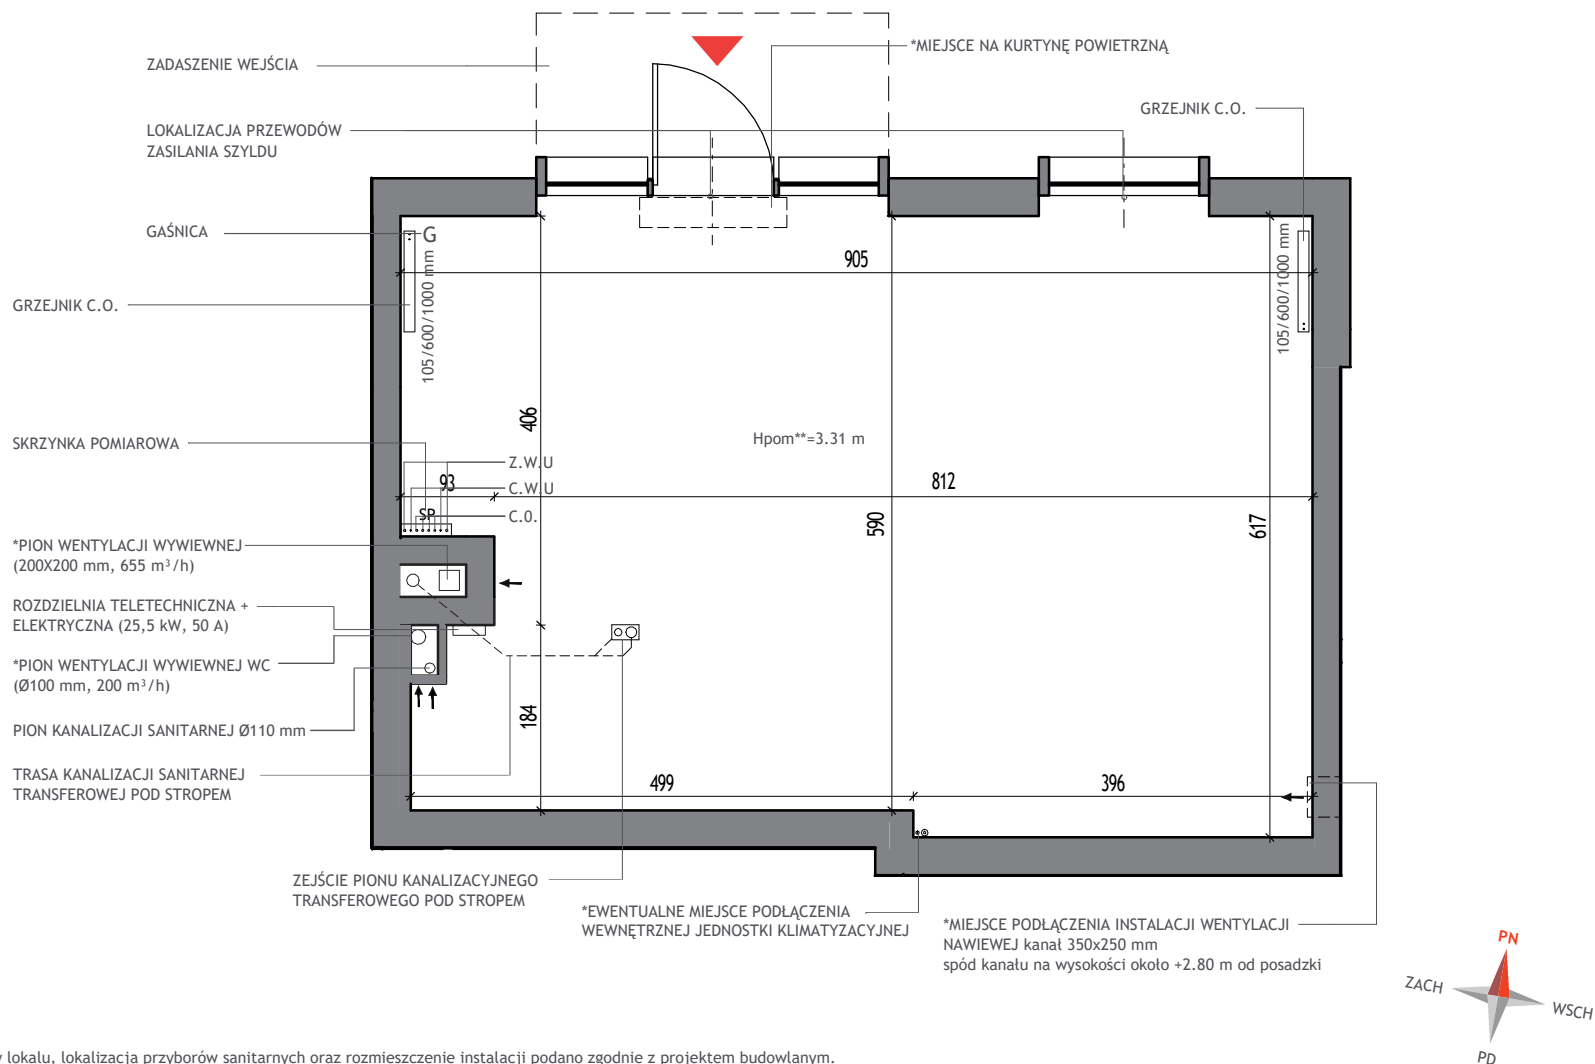 *MIEJSCE NA KURTYNĘ POWIETRZNĄ
ZADASZENIE WEJŚCIA
GRZEJNIK C.O.
LOKALIZACJA PRZEWODÓW
ZASILANIA SZYLDU
GAŚNICA
G
905
105/600/1000 mm
105/600/1000 mm
GRZEJNIK C.O.
406
Hpom**=3.31 m
SKRZYNKA POMIAROWA
Z.W.U
93
C.W.U
812
SP
C.O.
590
617
*PION WENTYLACJI WYWIEWNEJ
(200X200 mm, 655 m³/h)
ROZDZIELNIA TELETECHNICZNA +
ELEKTRYCZNA (25,5 kW, 50 A)
*PION WENTYLACJI WYWIEWNEJ WC
(Ø100 mm, 200 m³/h)
184
PION KANALIZACJI SANITARNEJ Ø110 mm
TRASA KANALIZACJI SANITARNEJ
TRANSFEROWEJ POD STROPEM
499
396
ZEJŚCIE PIONU KANALIZACYJNEGO
TRANSFEROWEGO POD STROPEM
*EWENTUALNE MIEJSCE PODŁĄCZENIA
WEWNĘTRZNEJ JEDNOSTKI KLIMATYZACYJNEJ
*MIEJSCE PODŁĄCZENIA INSTALACJI WENTYLACJI
NAWIEWEJ kanał 350x250 mm
spód kanału na wysokości około +2.80 m od posadzki
PN
ZACH
WSCH
PD
lokalu, lokalizacja przyborów sanitarnych oraz rozmieszczenie instalacji podano zgodnie z projektem budowlanym.